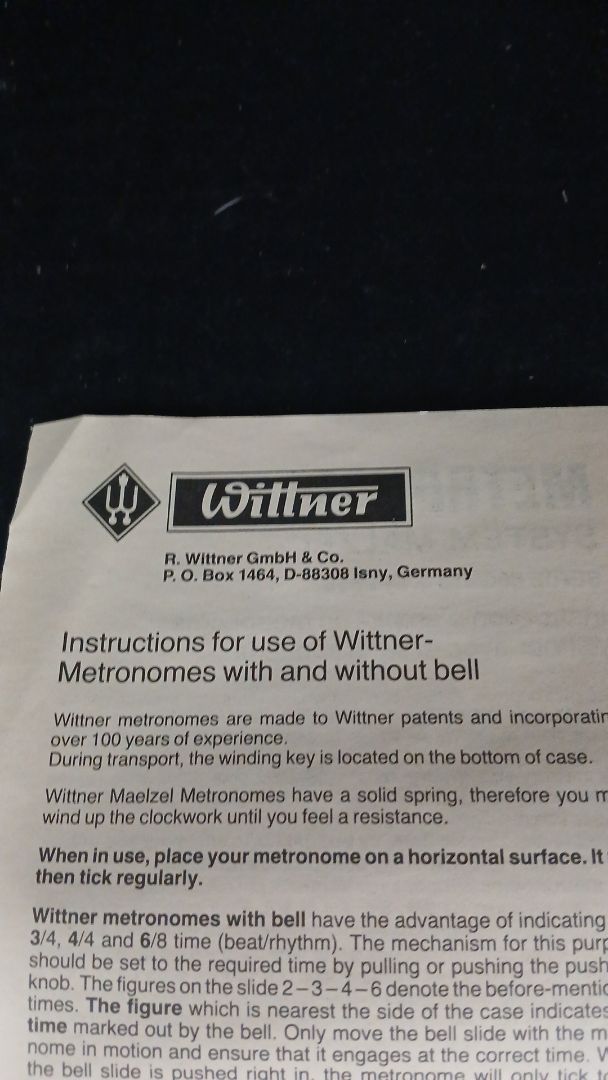 Wittner
R. Wittner GmbH & Co.
P. O. Box 1464, D-88308 Isny, Germany
Instructions for use of Wittner-
Metronomes with and without bell
Wittner metronomes are made to Wittner patents and
over 100 years of experience.
During transport, the winding key is located on the bottom of case.
Wittner Maelzel Metronomes have a solid spring, therefore you
wind up the clockwork until you feel a resistance.
When in use, place your metronome on a horizontal surface. It
then tick regularly.
Wittner metronomes with bell have the advantage of indicating
3/4, 4/4 and 6/8 time (beat/rhythm). The mechanism for this
should be set to the required time by pulling or pushing the push
knob. The figures on the slide 2–3–4–6 denote the
times. The figure which is nearest the side of the case indicates
time marked out by the bell. Only move the bell slide with the
nome in motion and ensure that it engages at the correct time.
the bell slide is pushed right in, the metronome will only tick